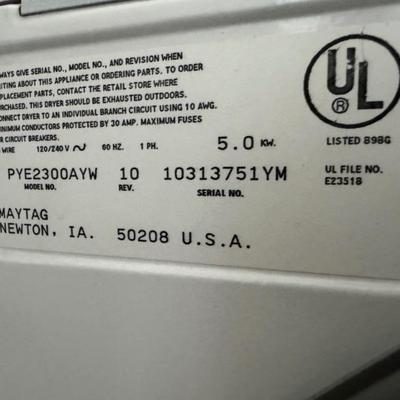 WAYS GIVE SERIAL NO., MODEL NO., AND REVISION WHEN
ITING ABOUT THIS APPLIANCE OR ORDERING PARTS. TO ORDER
PLACEMENT PARTS, CONTACT THE RETAIL STORE WHERE
RCHASED. THIS DRYER SHOULD BE EXHAUSTED OUTDOORS.
ONNECT DRYER TO AN INDIVIDUAL BRANCH CIRCUIT USING 10 AWG.
MINIMUM CONDUCTORS PROTECTED BY 30 AMP. MAXIMUM FUSES
R CIRCUIT BREAKERS.
WIRE 120/240 V ~ 60 HZ. 1 PH. 5.0 KW.
PYE2300AYW 10 10313751YM
MODEL NO. REV. SERIAL NO.
MAYTAG
NEWTON, IA. 50208 U.S.A.
UL
®
LISTED 898G
UL FILE NO.
E23518